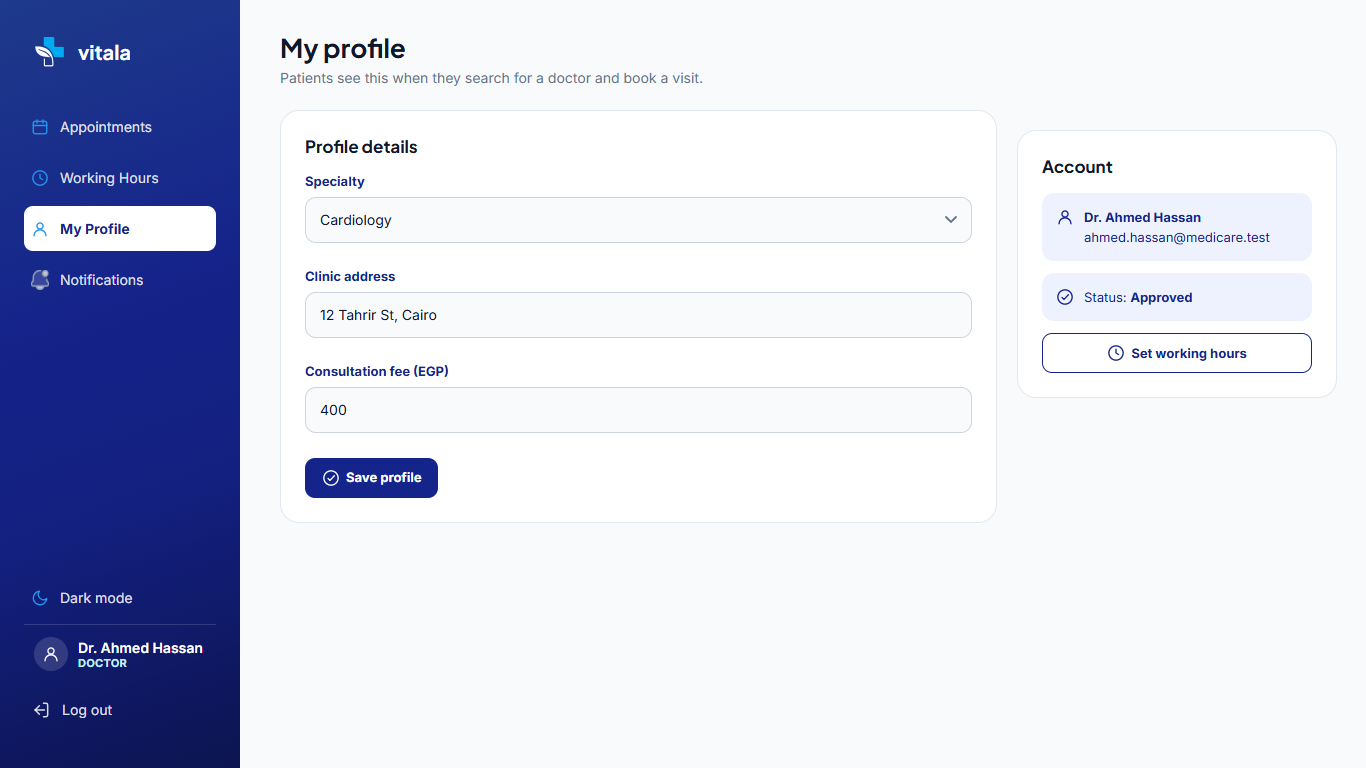 vitala
Appointments
Working Hours
My Profile
Notifications
Dark mode
Dr. Ahmed Hassan
DOCTOR
Log out
My profile
Patients see this when they search for a doctor and book a visit.
Profile details
Specialty
Cardiology
Clinic address
12 Tahrir St, Cairo
Consultation fee (EGP)
400
Save profile
Account
Dr. Ahmed Hassan
ahmed.hassan@medicare.test
Status: Approved
Set working hours